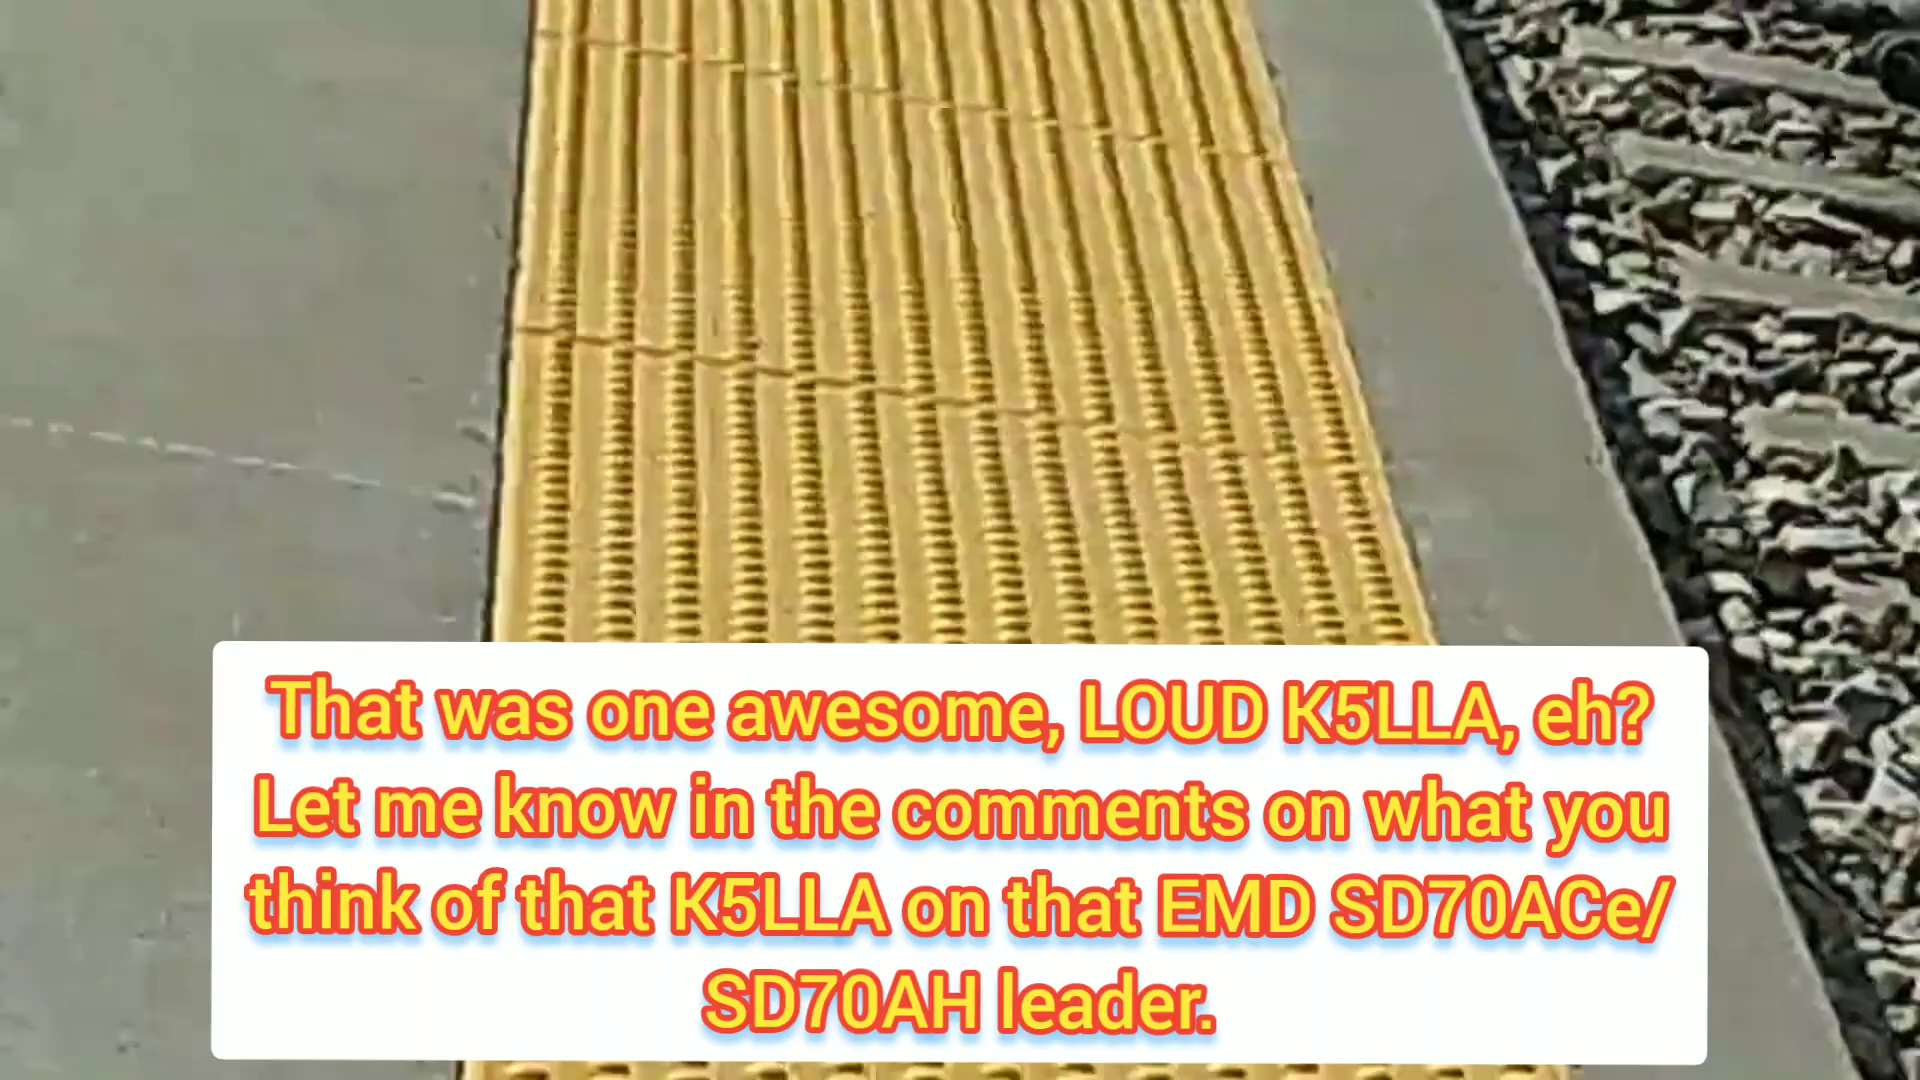 That was one awesome, LOUD K5LLA, eh?
Let me know in the comments on what you
think of that K5LLA on that EMD SD70ACe/
SD70AH leader.